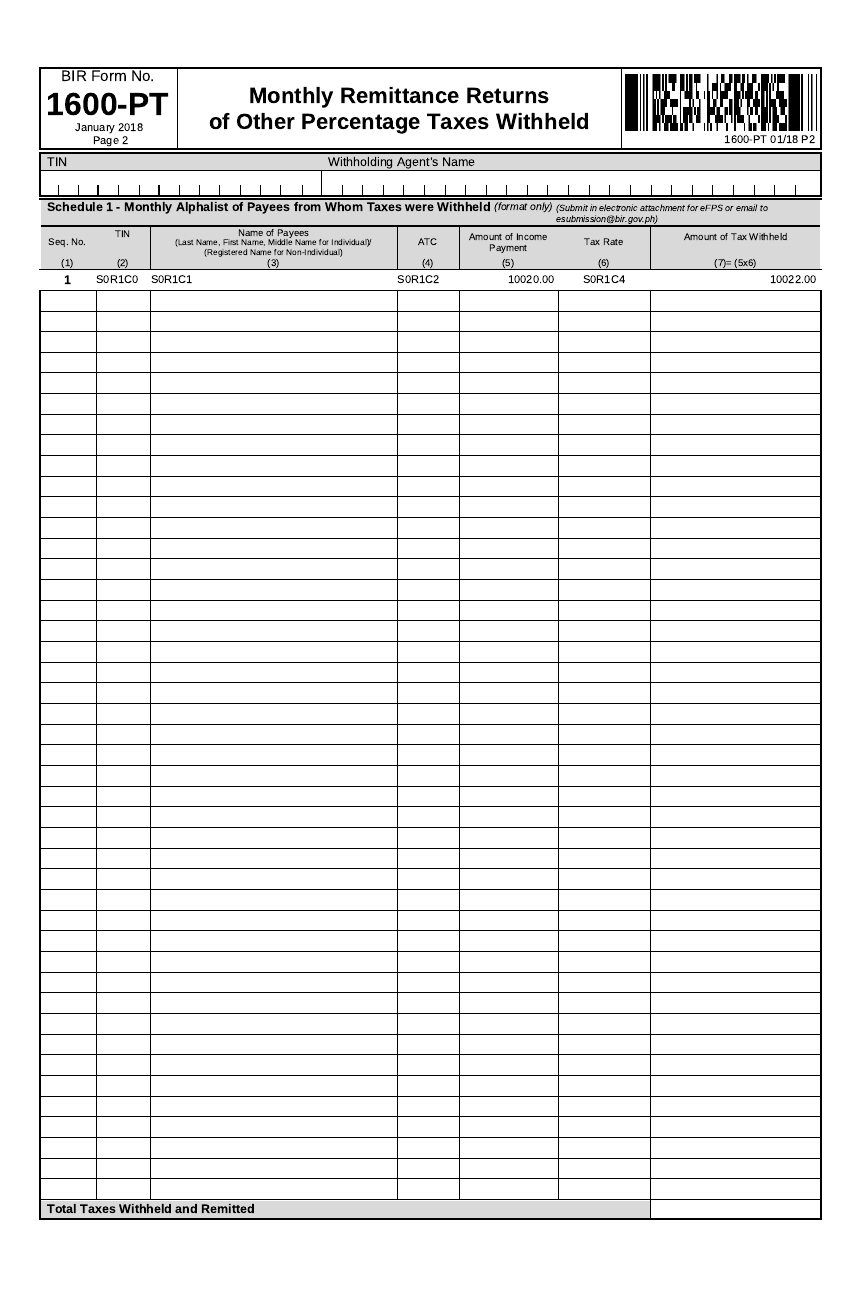 BIR Form No.
1600-PT
January 2018
Page 2
Monthly Remittance Returns
of Other Percentage Taxes Withheld
1600-PT 01/18 P2
TIN Withholding Agent's Name
Schedule 1 - Monthly Alphalist of Payees from Whom Taxes were Withheld (format only) (Submit in electronic attachment for eFPS or email to
esubmission@bir.gov.ph)
Seq. No.
(1)
TIN
(2)
Name of Payees
(Last Name, First Name, Middle Name for Individual)/
(Registered Name for Non-Individual)
(3)
ATC
(4)
Amount of Income
Payment
(5)
Tax Rate
(6)
Amount of Tax Withheld
(7)= (5x6)
1 S0R1C0 S0R1C1 S0R1C2 10020.00 S0R1C4 10022.00
Total Taxes Withheld and Remitted